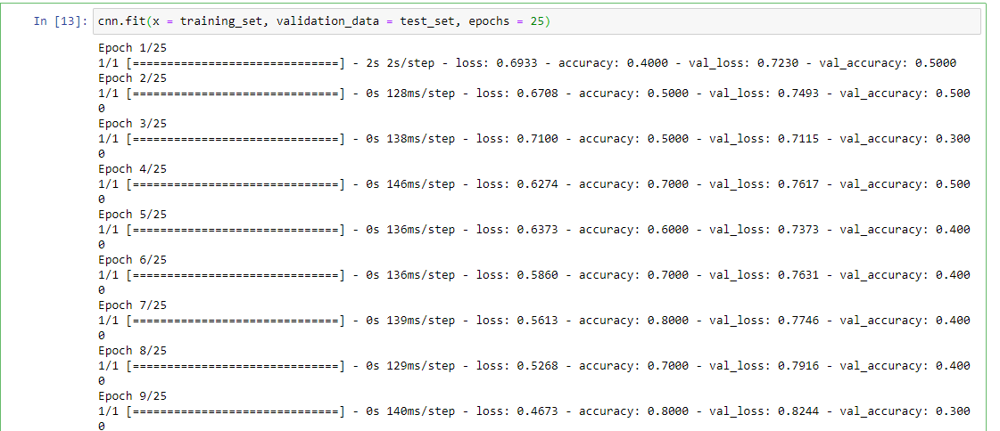 In [13]: cnn.fit(x = training_set, validation_data = test_set, epochs = 25)
Epoch 1/25
1/1 [==============================] - 2s 2s/step - loss: 0.6933 - accuracy: 0.4000 - val_loss: 0.7230 - val_accuracy: 0.5000
Epoch 2/25
1/1 [==============================] - 0s 128ms/step - loss: 0.6708 - accuracy: 0.5000 - val_loss: 0.7493 - val_accuracy: 0.500
0
Epoch 3/25
1/1 [==============================] - 0s 138ms/step - loss: 0.7100 - accuracy: 0.5000 - val_loss: 0.7115 - val_accuracy: 0.300
0
Epoch 4/25
1/1 [==============================] - 0s 146ms/step - loss: 0.6274 - accuracy: 0.7000 - val_loss: 0.7617 - val_accuracy: 0.500
0
Epoch 5/25
1/1 [==============================] - 0s 136ms/step - loss: 0.6373 - accuracy: 0.6000 - val_loss: 0.7373 - val_accuracy: 0.400
0
Epoch 6/25
1/1 [==============================] - 0s 136ms/step - loss: 0.5860 - accuracy: 0.7000 - val_loss: 0.7631 - val_accuracy: 0.400
0
Epoch 7/25
1/1 [==============================] - 0s 139ms/step - loss: 0.5613 - accuracy: 0.8000 - val_loss: 0.7746 - val_accuracy: 0.400
0
Epoch 8/25
1/1 [==============================] - 0s 129ms/step - loss: 0.5268 - accuracy: 0.7000 - val_loss: 0.7916 - val_accuracy: 0.400
0
Epoch 9/25
1/1 [==============================] - 0s 140ms/step - loss: 0.4673 - accuracy: 0.8000 - val_loss: 0.8244 - val_accuracy: 0.300
0